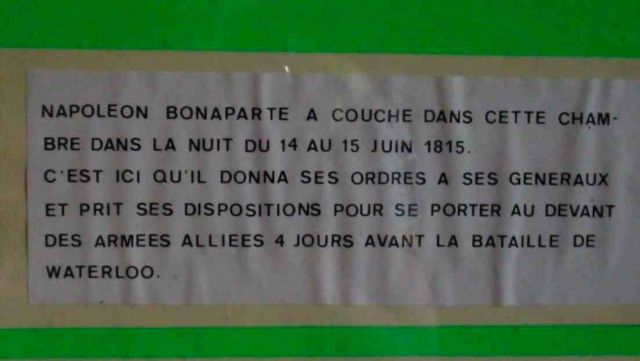 NAPOLEON BONAPARTE A COUCHE DANS CETTE CHAM-
BRE DANS LA NUIT DU 14 AU 15 JUIN 1815.
C'EST ICI QU'IL DONNA SES ORDRES A SES GENERAUX
ET PRIT SES DISPOSITIONS POUR SE PORTER AU DEVANT
DES ARMEES ALLIEES 4 JOURS AVANT LA BATAILLE DE
WATERLOO.